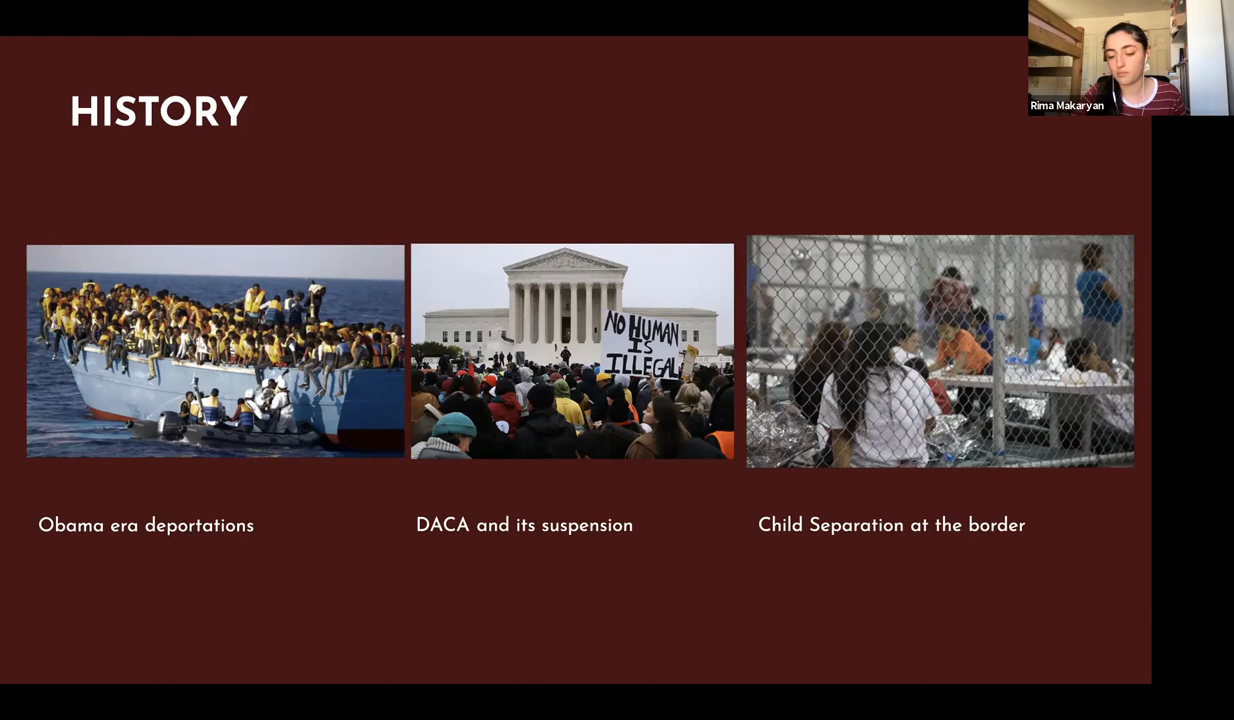 HISTORY
Rima Makaryan
NO HUMAN
IS
ILLEGAL
Obama era deportations
DACA and its suspension
Child Separation at the border